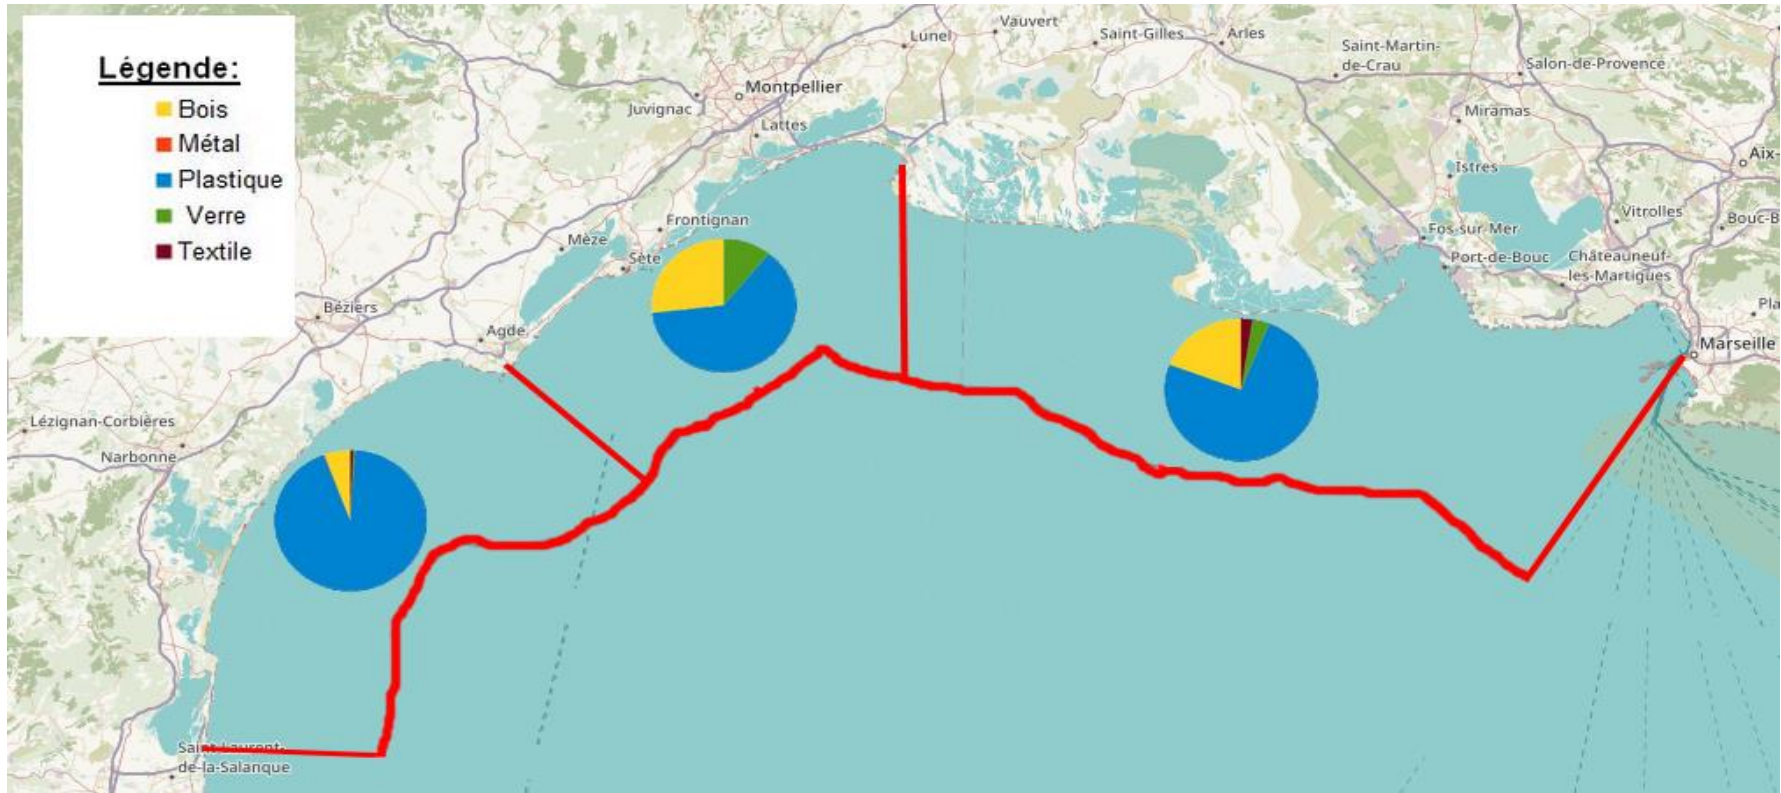 Légende:
Bois
Métal
Plastique
Verre
Textile
Vauvert
Lunel
Saint-Gilles
Arles
Saint-Martin-
de-Crau
Salon-de-Provence
Montpellier
Juvignac
Lattes
Miramas
Aix-
Istres
Frontignan
Vitrolles
Bouc-B
Mèze
Fos-sur-Mer
Sète
Port-de-Bouc
Châteauneuf-
les-Martigues
Béziers
Pla
Agde
Marseille
Lézignan-Corbières
Narbonne
Saint-Laurent-
de-la-Salanque